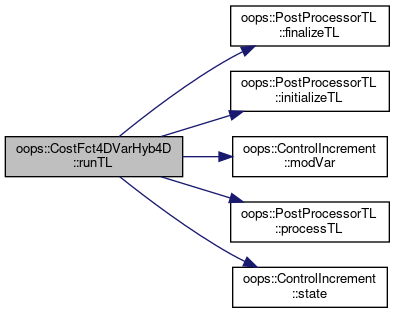 oops::CostFct4DVarHyb4D
::runTL
oops::PostProcessorTL
::finalizeTL
oops::PostProcessorTL
::initializeTL
oops::ControlIncrement
::modVar
oops::PostProcessorTL
::processTL
oops::ControlIncrement
::state